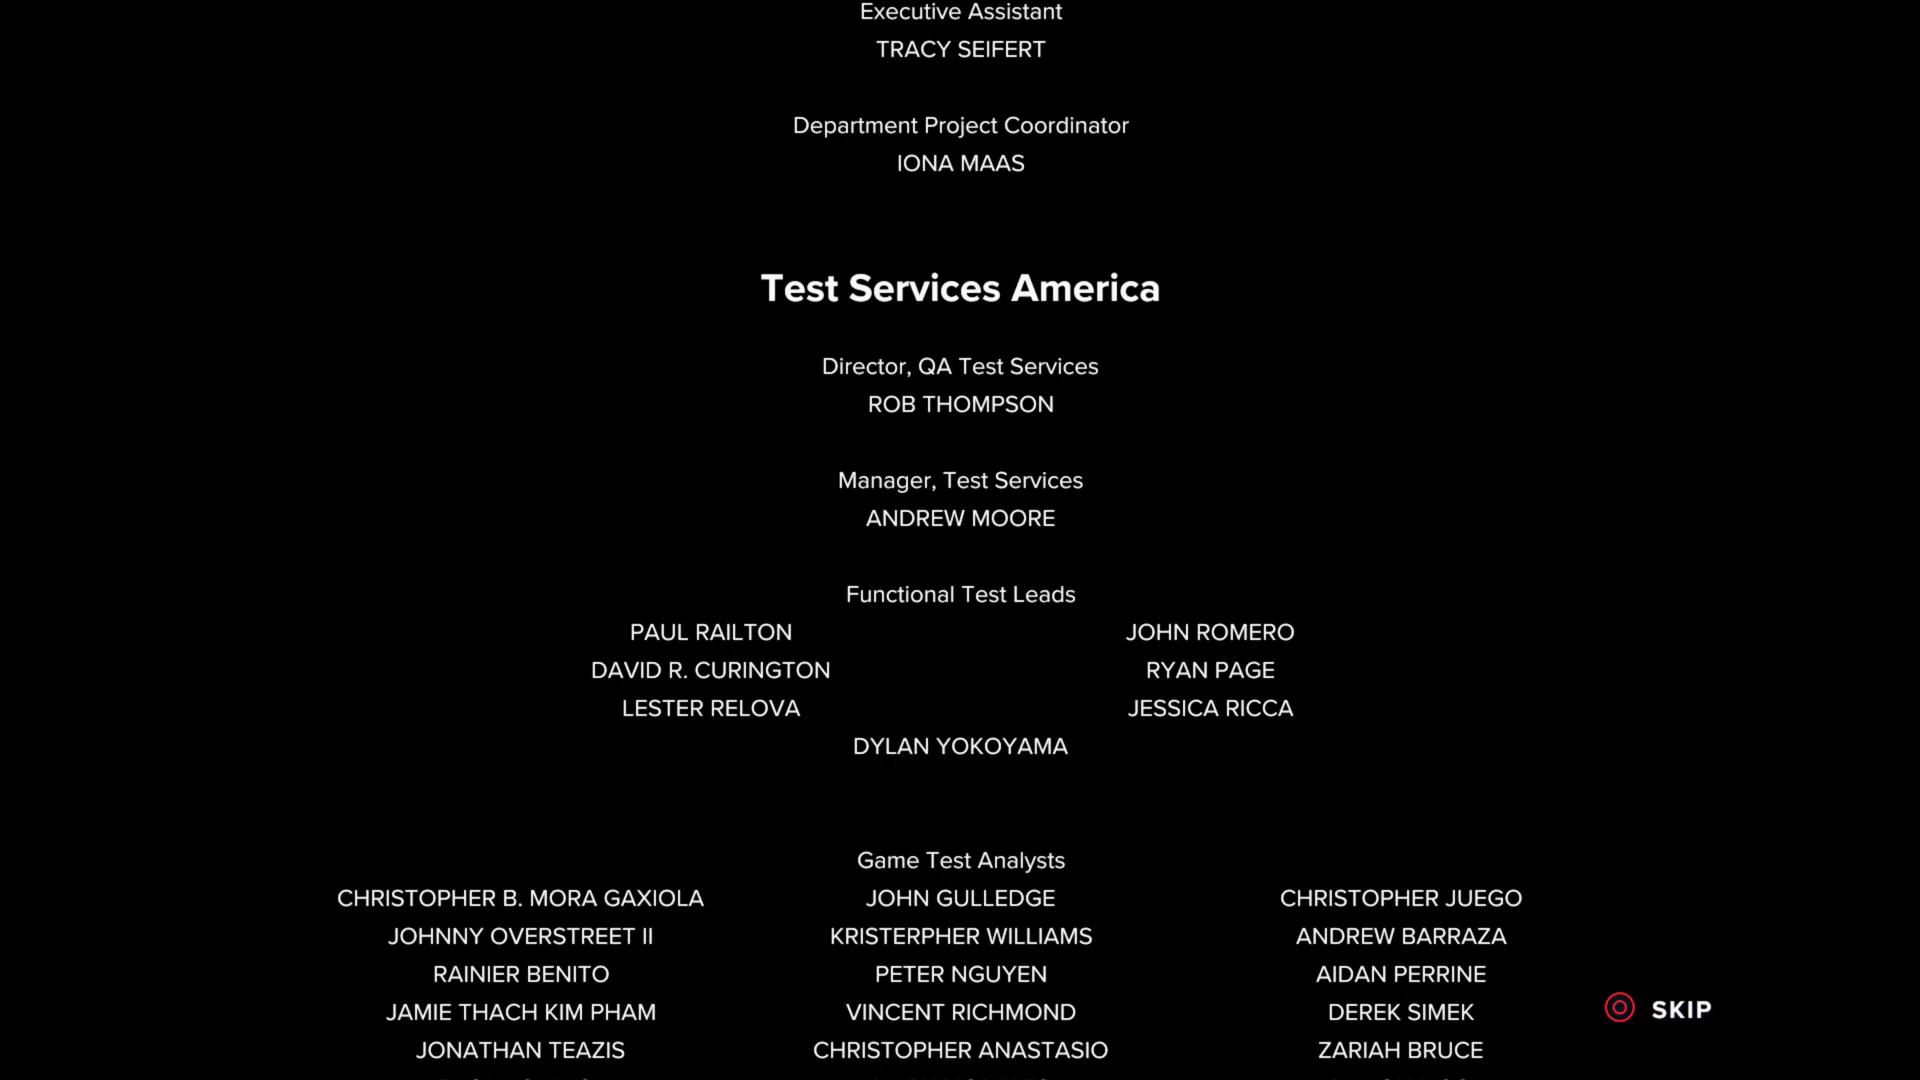 Executive Assistant
TRACY SEIFERT
Department Project Coordinator
IONA MAAS
Test Services America
Director, QA Test Services
ROB THOMPSON
Manager, Test Services
ANDREW MOORE
Functional Test Leads
PAUL RAILTON JOHN ROMERO
DAVID R. CURINGTON RYAN PAGE
LESTER RELOVA JESSICA RICCA
DYLAN YOKOYAMA
Game Test Analysts
CHRISTOPHER B. MORA GAXIOLA JOHN GULLEDGE CHRISTOPHER JUEGO
JOHNNY OVERSTREET II KRISTERPHER WILLIAMS ANDREW BARRAZA
RAINIER BENITO PETER NGUYEN AIDAN PERRINE
JAMIE THACH KIM PHAM VINCENT RICHMOND DEREK SIMEK
SKIP
JONATHAN TEAZIS CHRISTOPHER ANASTASIO ZARIAH BRUCE